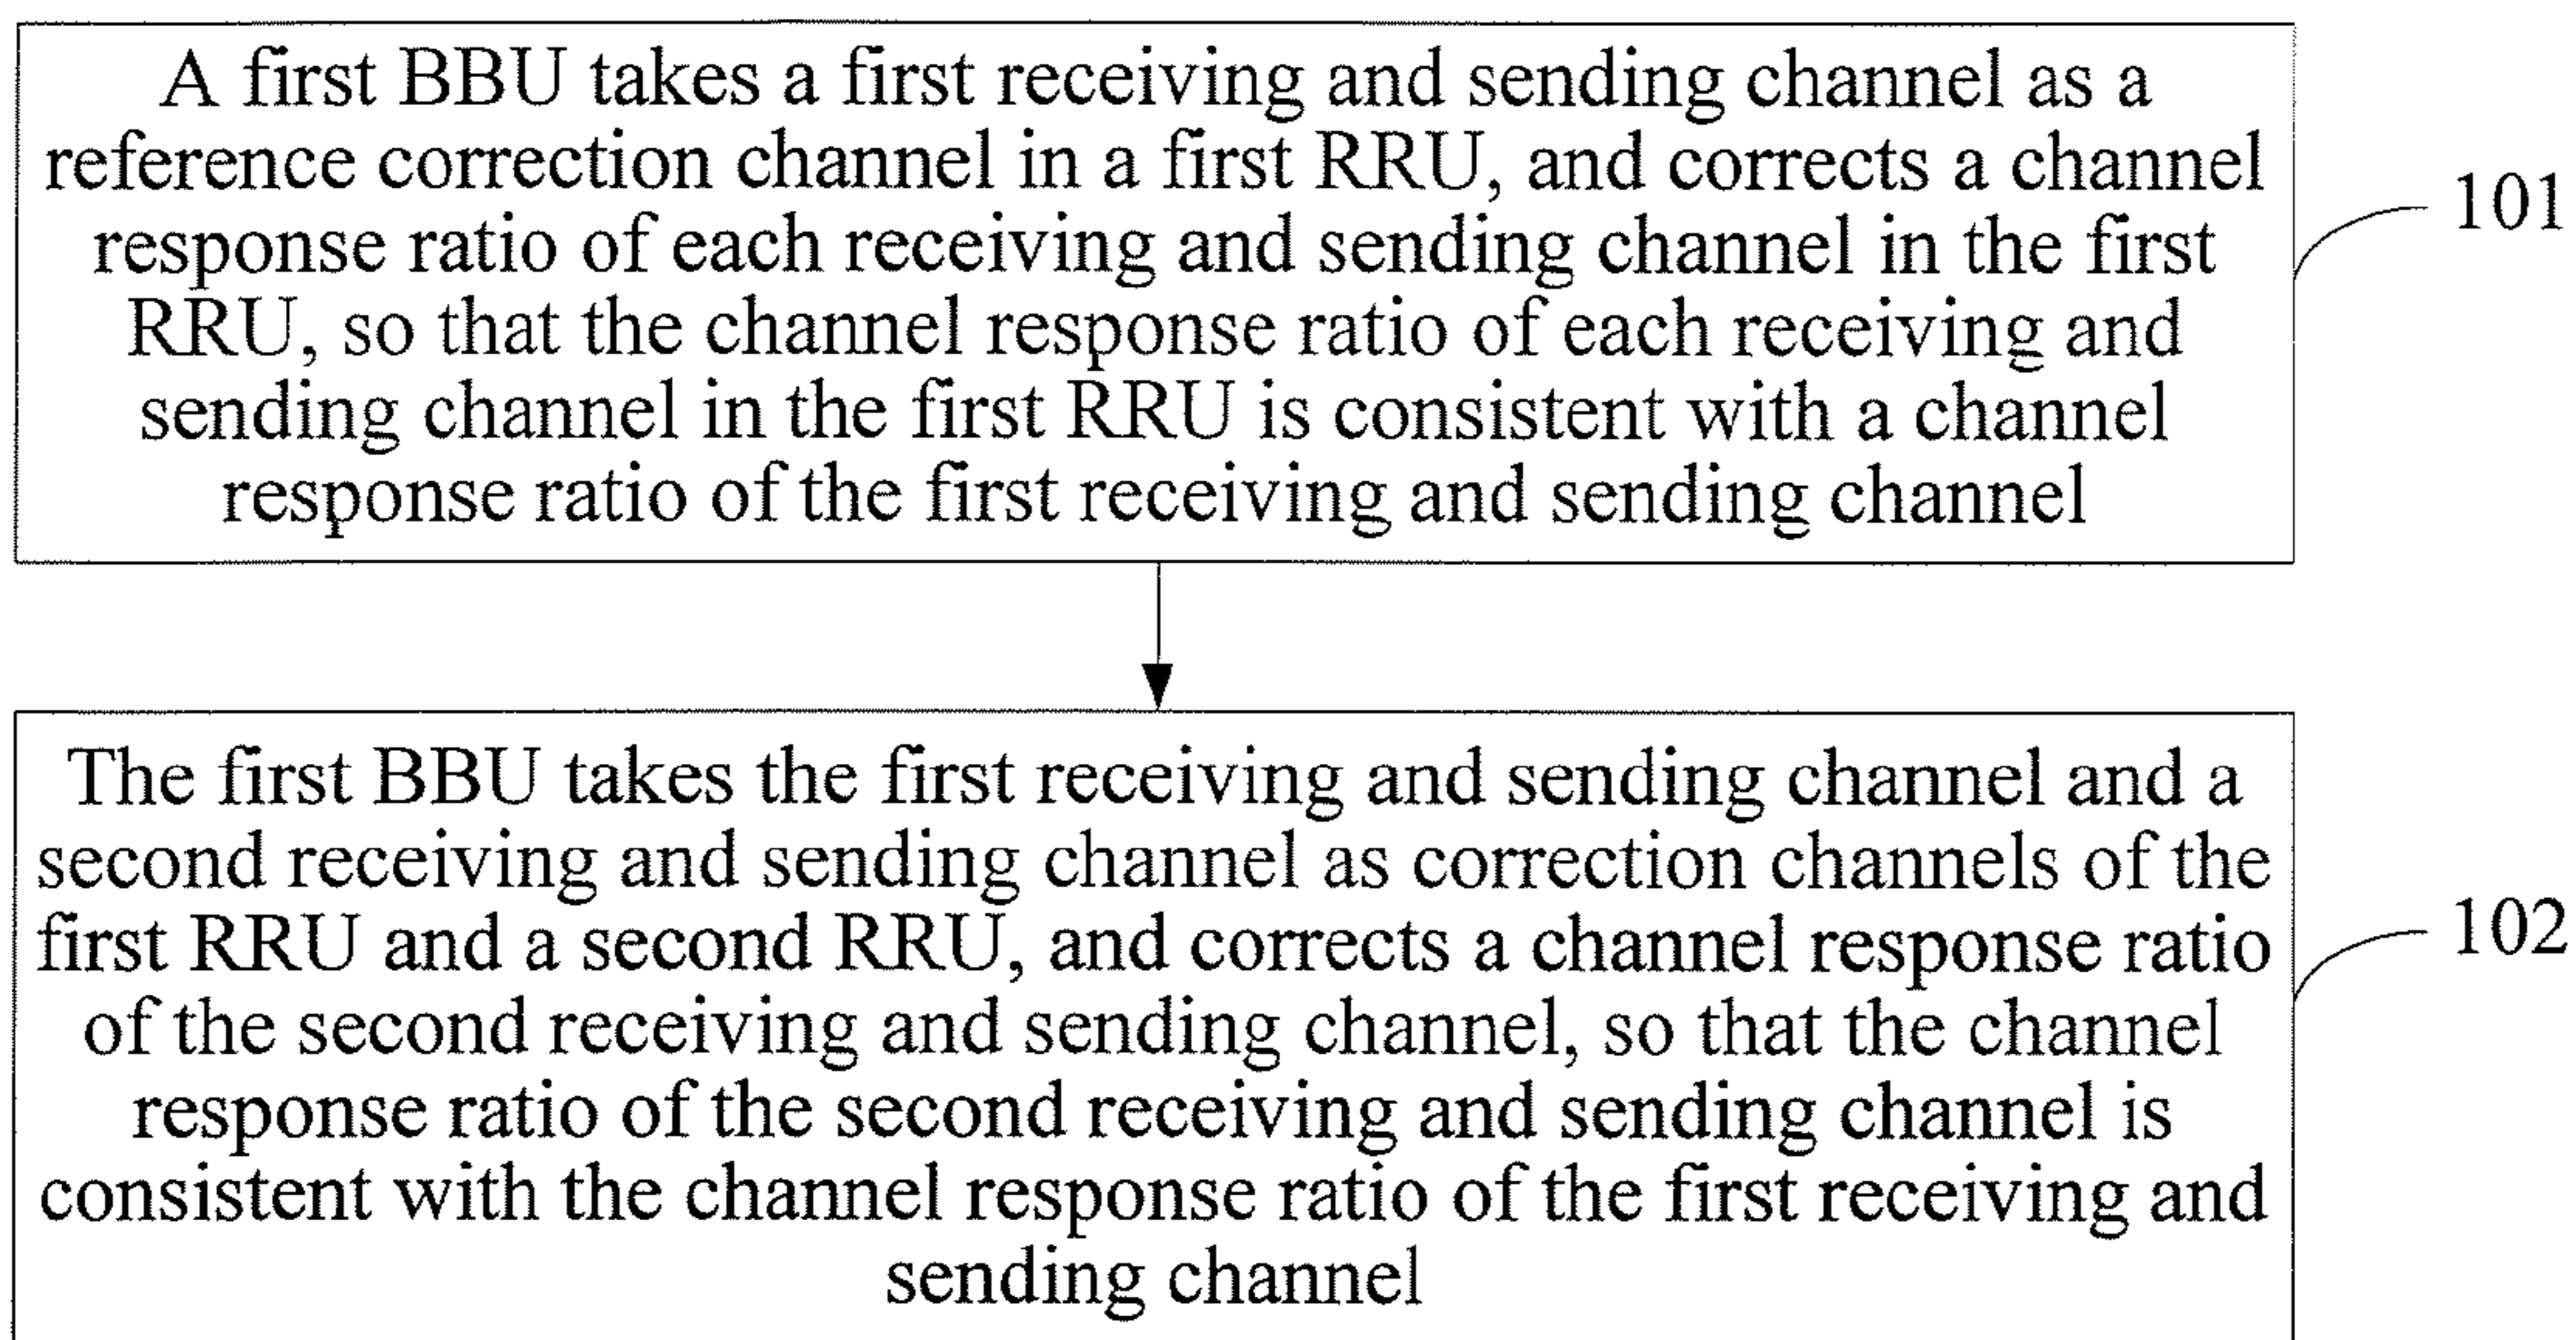 A first BBU takes a first receiving and sending channel as a
reference correction channel in a first RRU, and corrects a channel
response ratio of each receiving and sending channel in the first
RRU, so that the channel response ratio of each receiving and
sending channel in the first RRU is consistent with a channel
response ratio of the first receiving and sending channel
101
The first BBU takes the first receiving and sending channel and a
second receiving and sending channel as correction channels of the
first RRU and a second RRU, and corrects a channel response ratio
of the second receiving and sending channel, so that the channel
response ratio of the second receiving and sending channel is
consistent with the channel response ratio of the first receiving and
sending channel
102